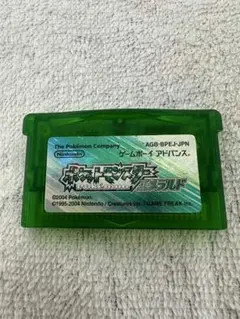 The Pokémon Company
Nintendo
AGB-BPEJ-JPN
ゲームボーイ アドバンス
ポケットモンスター
エメラルド
©2004 Pokémon.
©1995-2004 Nintendo / Creatures inc. / GAME FREAK inc.